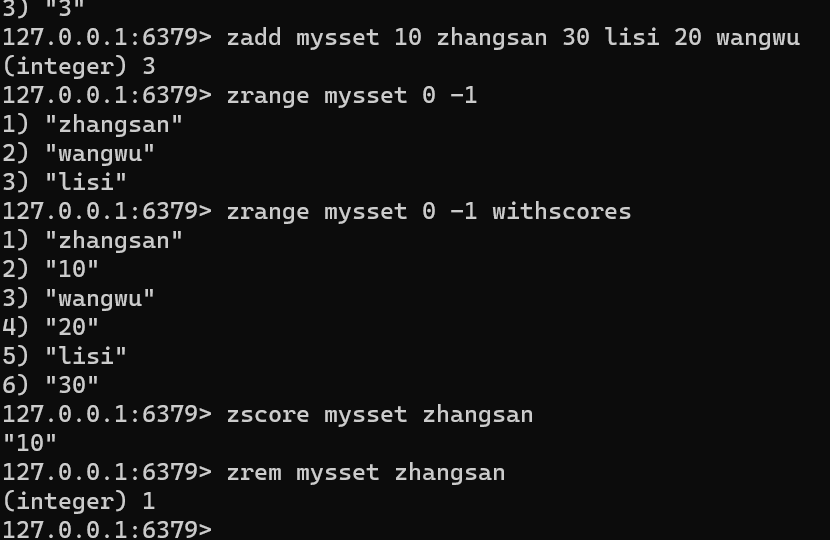 3) "3"
127.0.0.1:6379> zadd mysset 10 zhangsan 30 lisi 20 wangwu
(integer) 3
127.0.0.1:6379> zrange mysset 0 -1
1) "zhangsan"
2) "wangwu"
3) "lisi"
127.0.0.1:6379> zrange mysset 0 -1 withscores
1) "zhangsan"
2) "10"
3) "wangwu"
4) "20"
5) "lisi"
6) "30"
127.0.0.1:6379> zscore mysset zhangsan
"10"
127.0.0.1:6379> zrem mysset zhangsan
(integer) 1
127.0.0.1:6379>